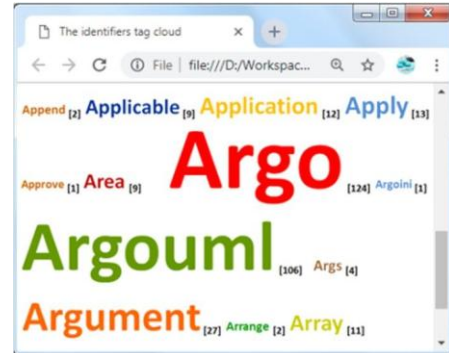 The identifiers tag cloud
File | file:///D:/Workspac...
Append [2] Applicable [9] Application [12] Apply [13]
Approve [1] Area [9] Argo [124] Argoini [1]
Argouml [106] Args [4]
Argument [27] Arrange [2] Array [11]